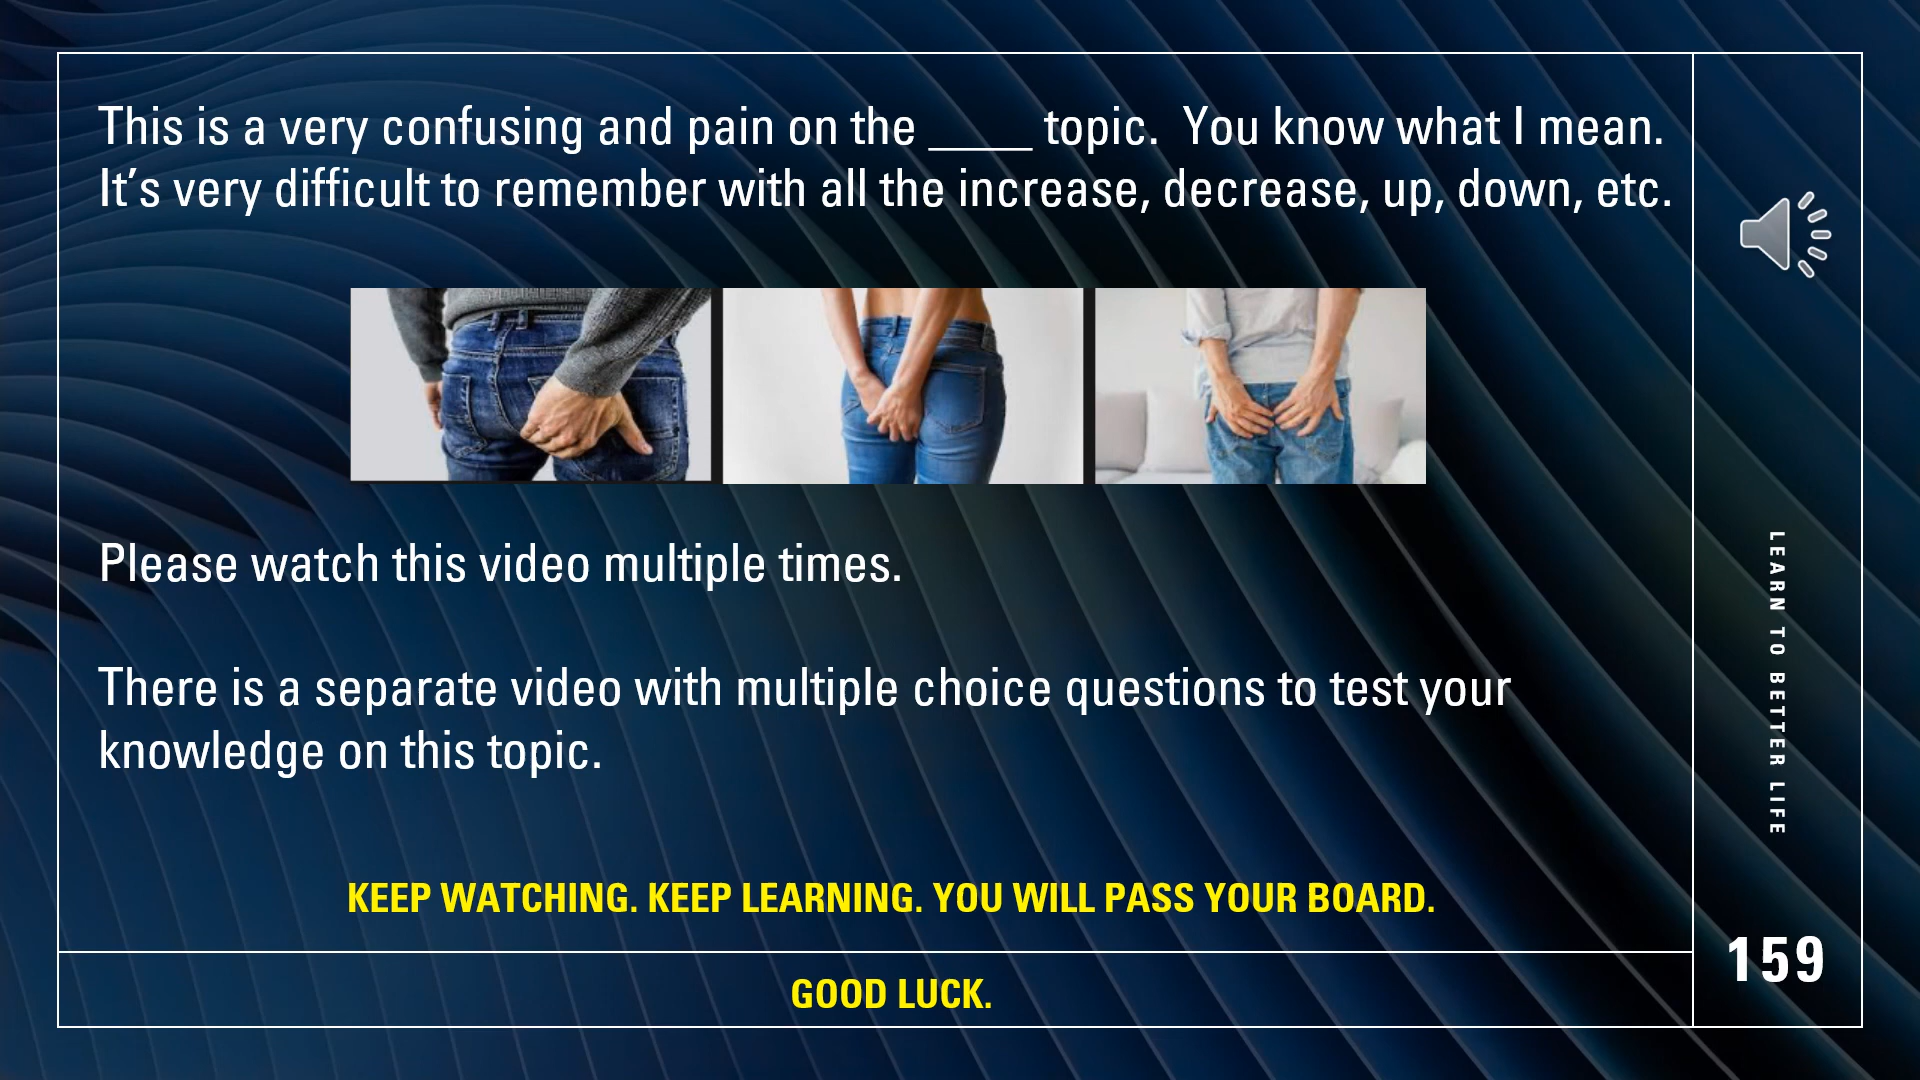 This is a very confusing and pain on the ____ topic.  You know what I mean.
It’s very difficult to remember with all the increase, decrease, up, down, etc.
Please watch this video multiple times.
There is a separate video with multiple choice questions to test your
knowledge on this topic.
KEEP WATCHING. KEEP LEARNING. YOU WILL PASS YOUR BOARD.
GOOD LUCK.
LEARN TO BETTER LIFE
159